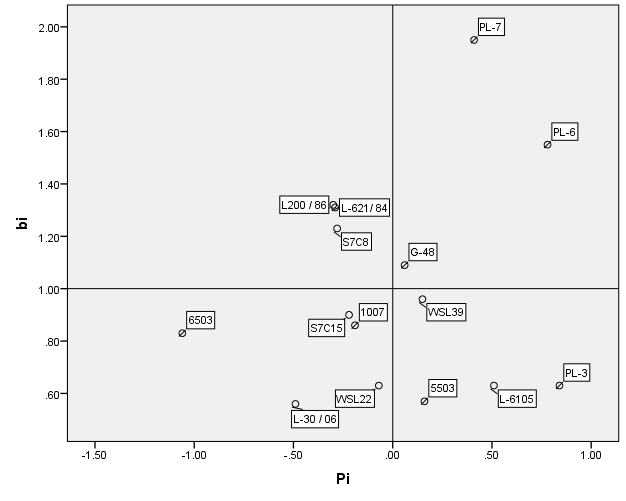 2.00
PL-7
1.80
1.60
PL-6
1.40
L200 / 86
L-621/ 84
1.20
S7C8
G-48
bi
1.00
6503
1007
WSL39
S7C15
.80
PL-3
5503
WSL22
L-6105
.60
L-30 / 06
-1.50
-1.00
-.50
.00
.50
1.00
Pi